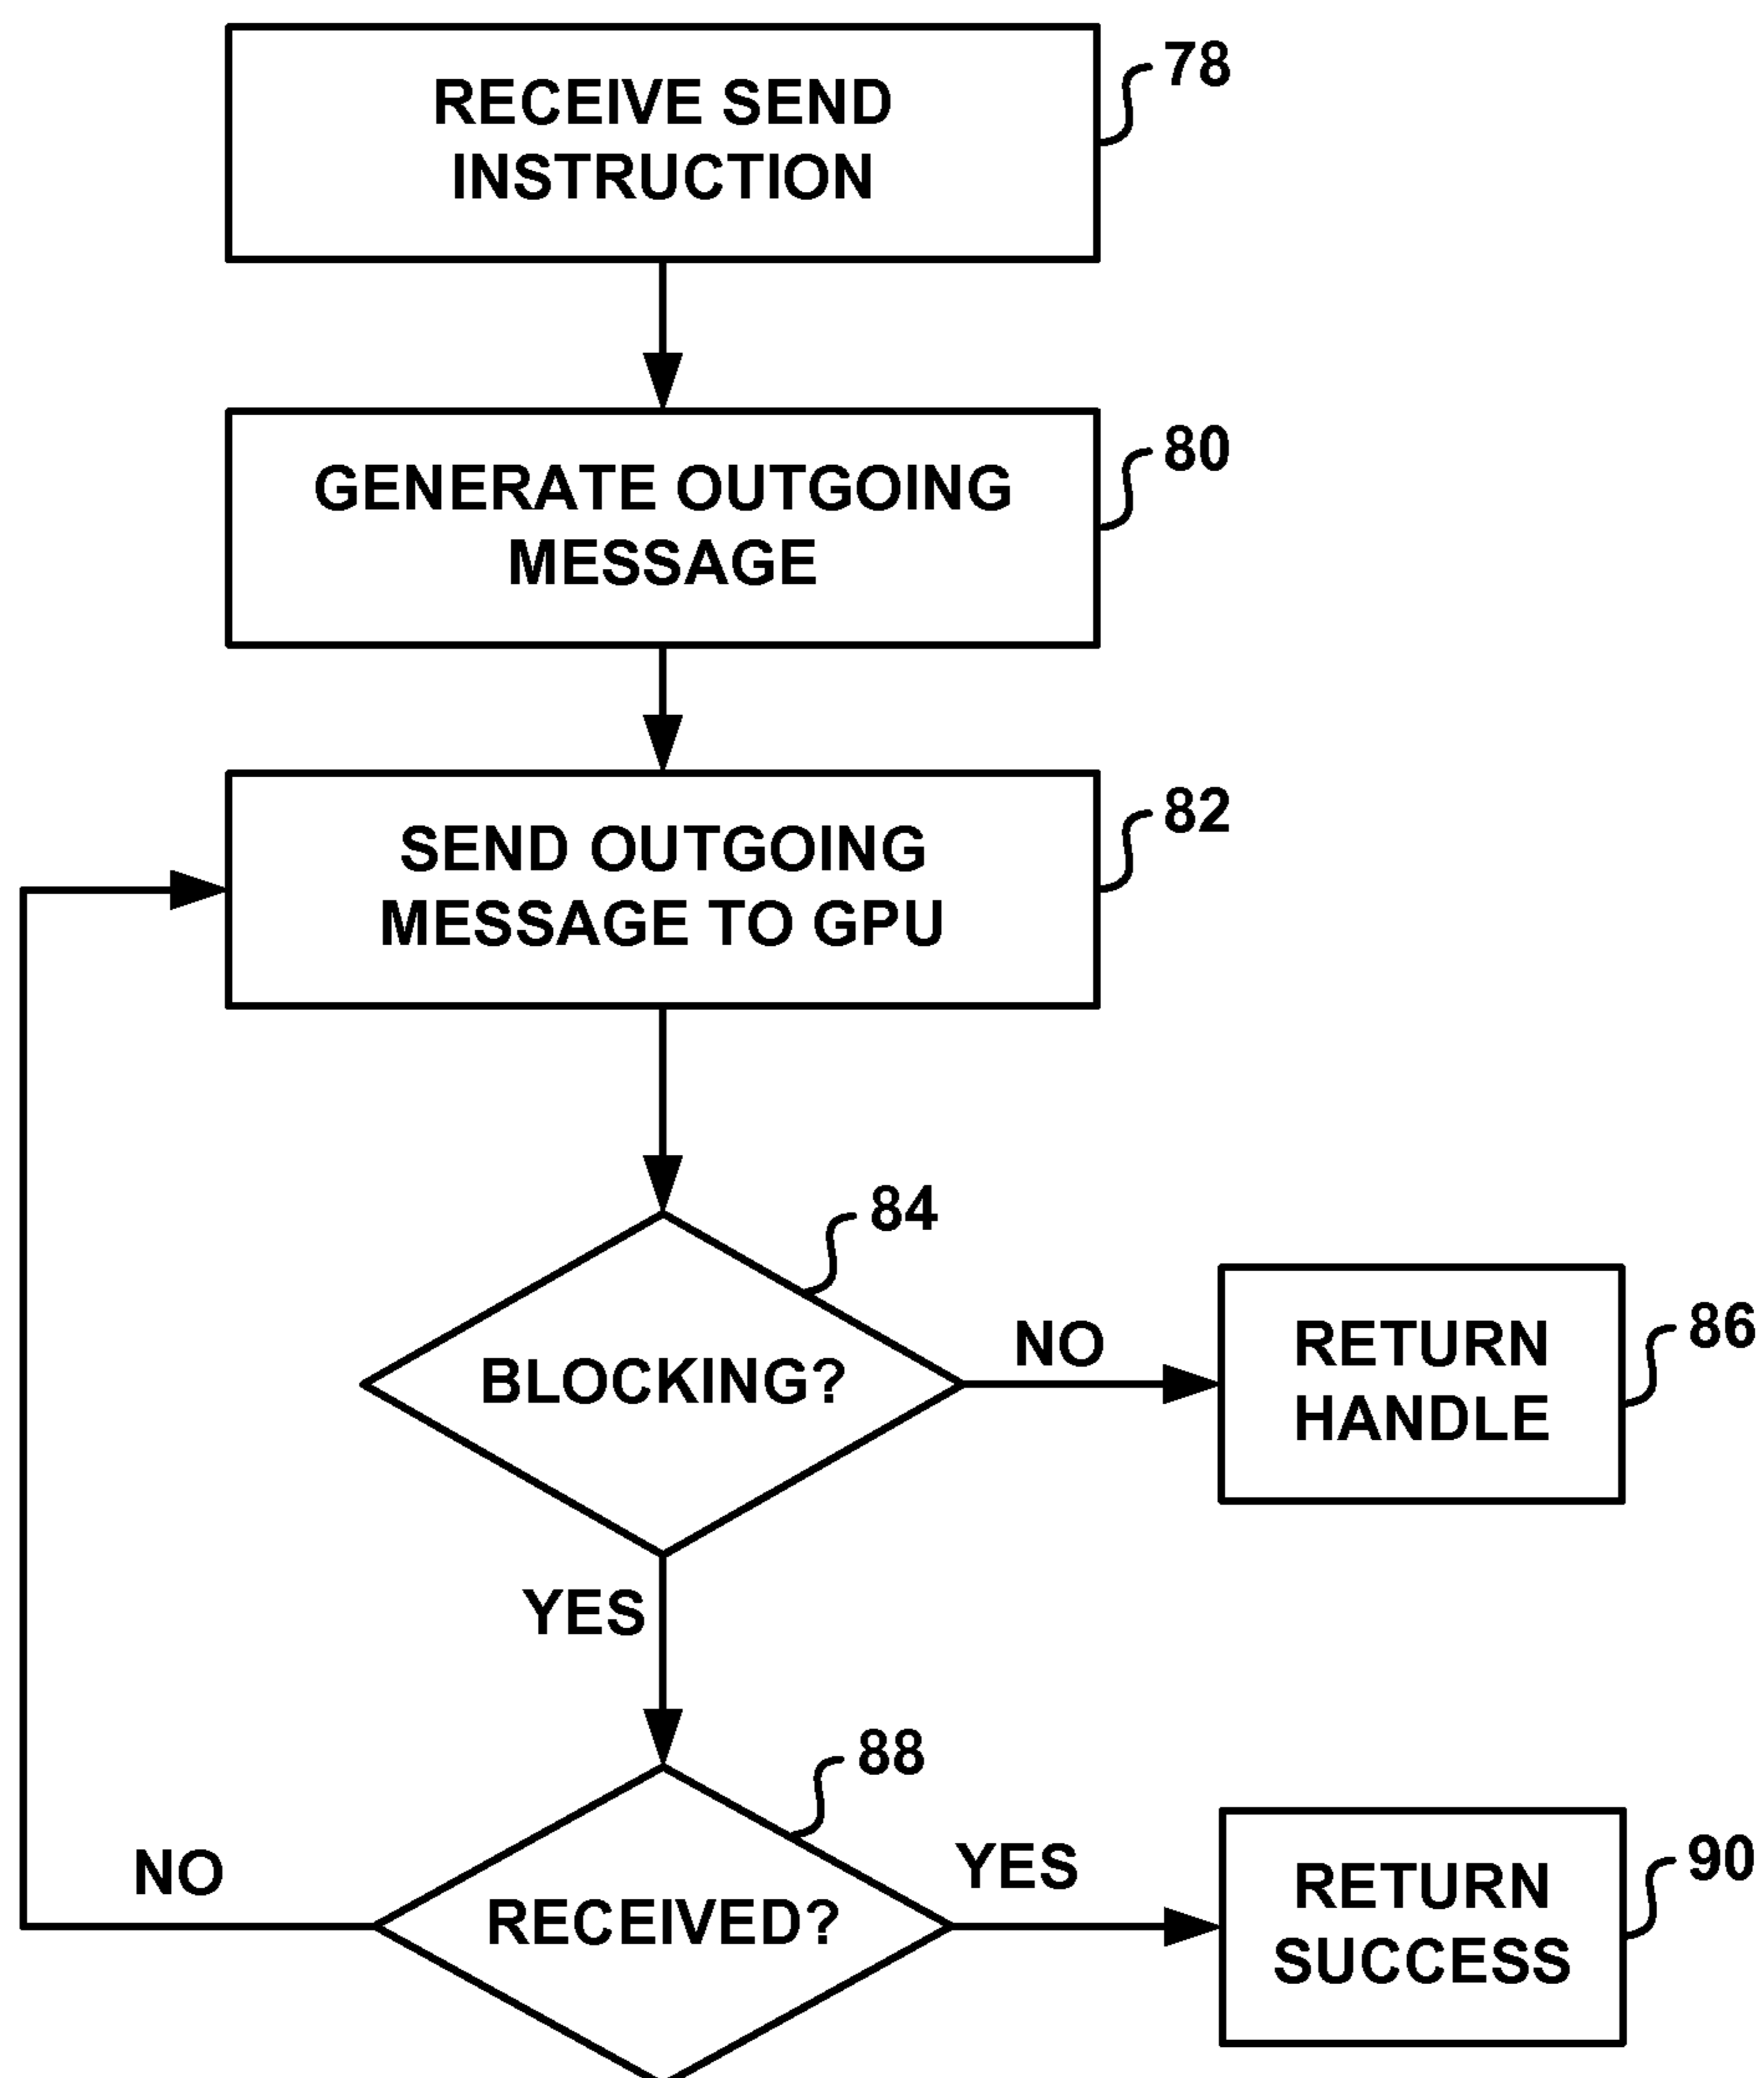 RECEIVE SEND
INSTRUCTION
78
GENERATE OUTGOING
MESSAGE
80
SEND OUTGOING
MESSAGE TO GPU
82
84
BLOCKING?
NO
RETURN
HANDLE
86
YES
88
NO
RECEIVED?
YES
RETURN
SUCCESS
90